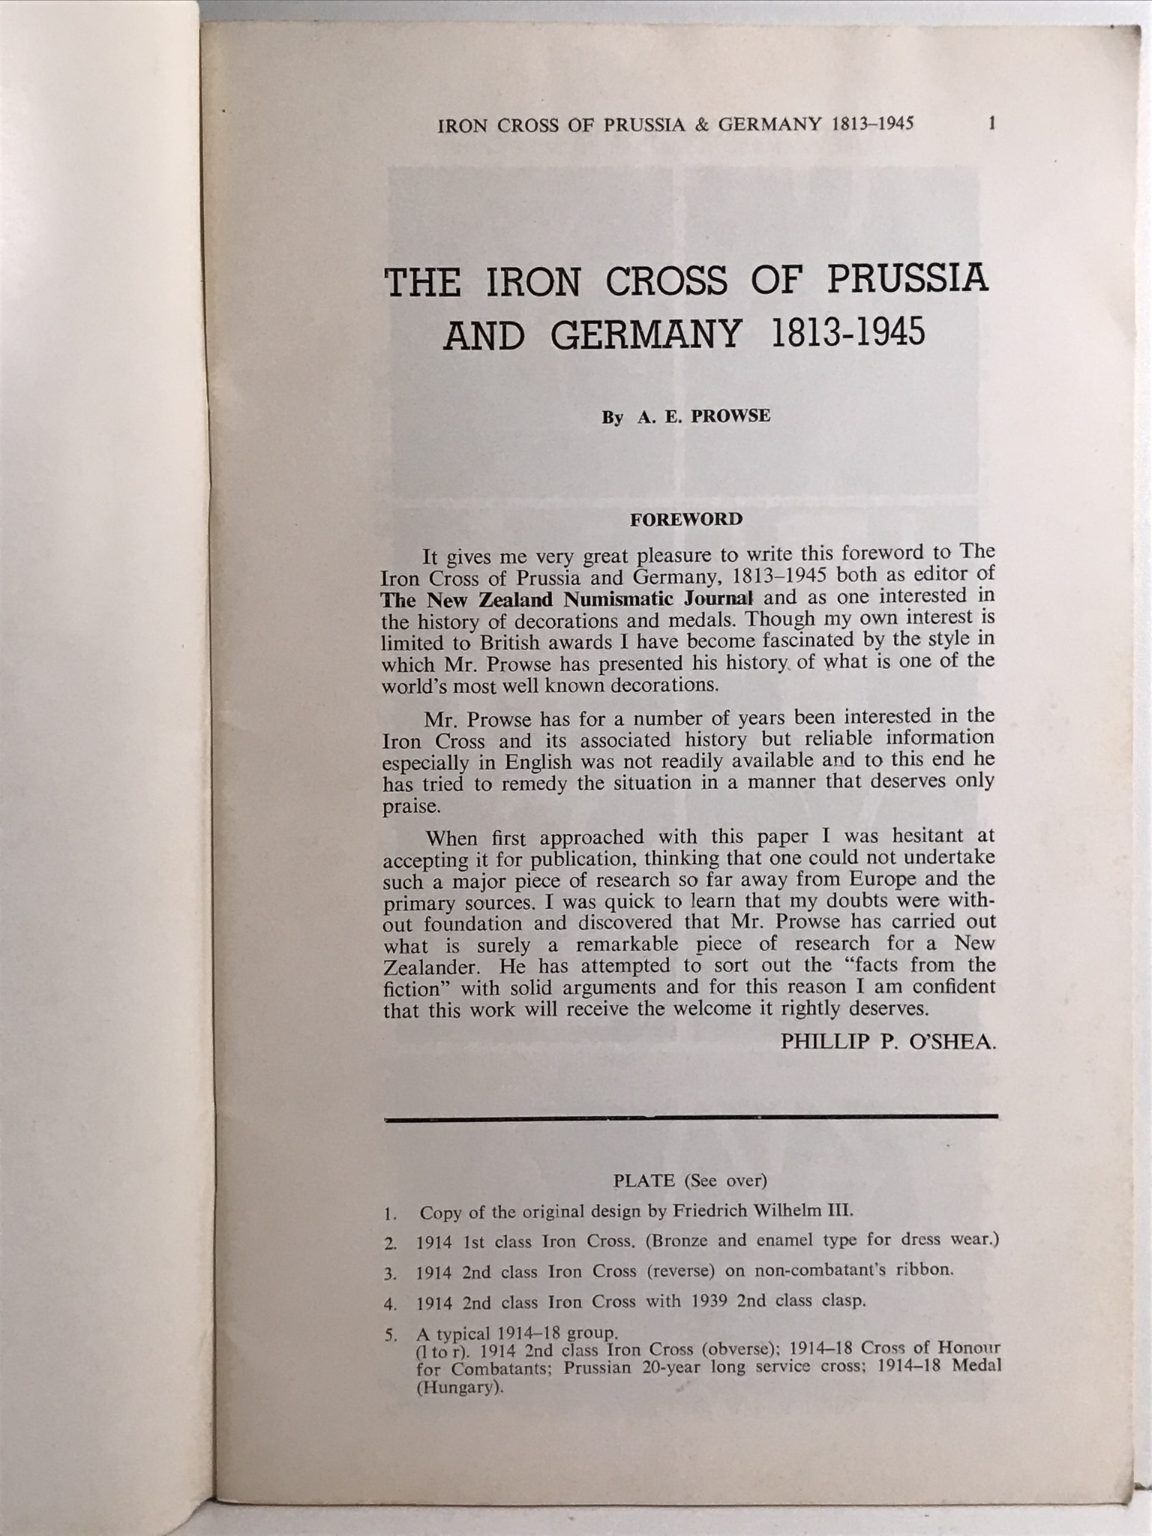 IRON CROSS OF PRUSSIA & GERMANY 1813–1945 1
THE IRON CROSS OF PRUSSIA
AND GERMANY 1813-1945
By A. E. PROWSE
FOREWORD
It gives me very great pleasure to write this foreword to The
Iron Cross of Prussia and Germany, 1813–1945 both as editor of
The New Zealand Numismatic Journal and as one interested in
the history of decorations and medals. Though my own interest is
limited to British awards I have become fascinated by the style in
which Mr. Prowse has presented his history of what is one of the
world's most well known decorations.
Mr. Prowse has for a number of years been interested in the
Iron Cross and its associated history but reliable information
especially in English was not readily available and to this end he
has tried to remedy the situation in a manner that deserves only
praise.
When first approached with this paper I was hesitant at
accepting it for publication, thinking that one could not undertake
such a major piece of research so far away from Europe and the
primary sources. I was quick to learn that my doubts were with-
out foundation and discovered that Mr. Prowse has carried out
what is surely a remarkable piece of research for a New
Zealander. He has attempted to sort out the “facts from the
fiction” with solid arguments and for this reason I am confident
that this work will receive the welcome it rightly deserves.
PHILLIP P. O'SHEA.
PLATE (See over)
1. Copy of the original design by Friedrich Wilhelm III.
2. 1914 1st class Iron Cross. (Bronze and enamel type for dress wear.)
3. 1914 2nd class Iron Cross (reverse) on non-combatant's ribbon.
4. 1914 2nd class Iron Cross with 1939 2nd class clasp.
5. A typical 1914–18 group.
(l to r). 1914 2nd class Iron Cross (obverse); 1914–18 Cross of Honour
for Combatants; Prussian 20-year long service cross; 1914–18 Medal
(Hungary).